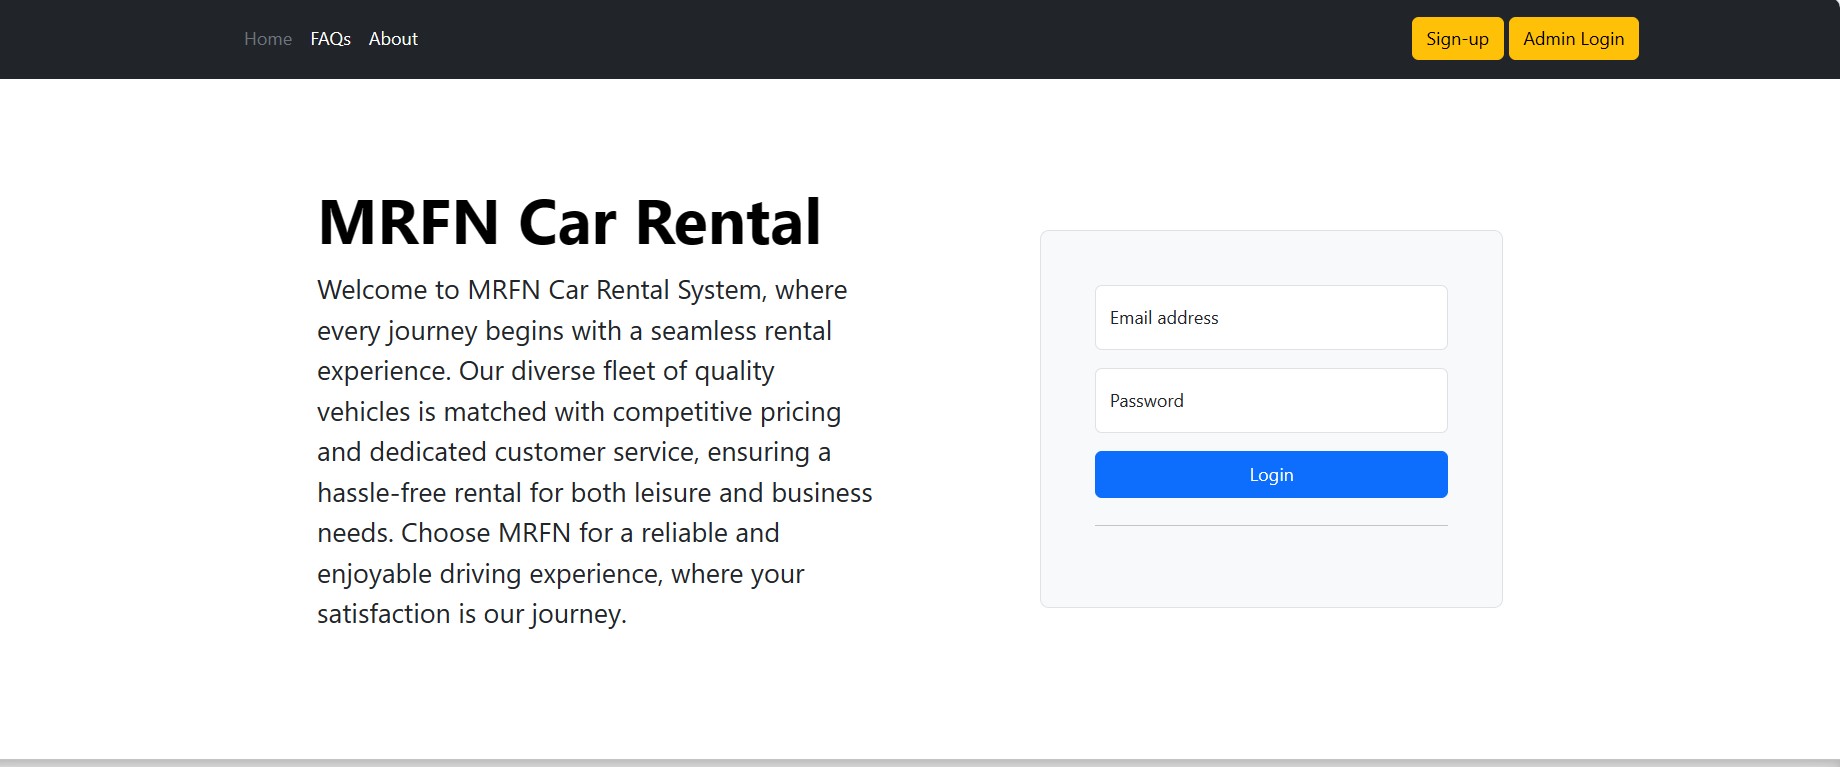 Home FAQs About Sign-up Admin Login
MRFN Car Rental
Welcome to MRFN Car Rental System, where
every journey begins with a seamless rental
experience. Our diverse fleet of quality
vehicles is matched with competitive pricing
and dedicated customer service, ensuring a
hassle-free rental for both leisure and business
needs. Choose MRFN for a reliable and
enjoyable driving experience, where your
satisfaction is our journey.
Email address
Password
Login